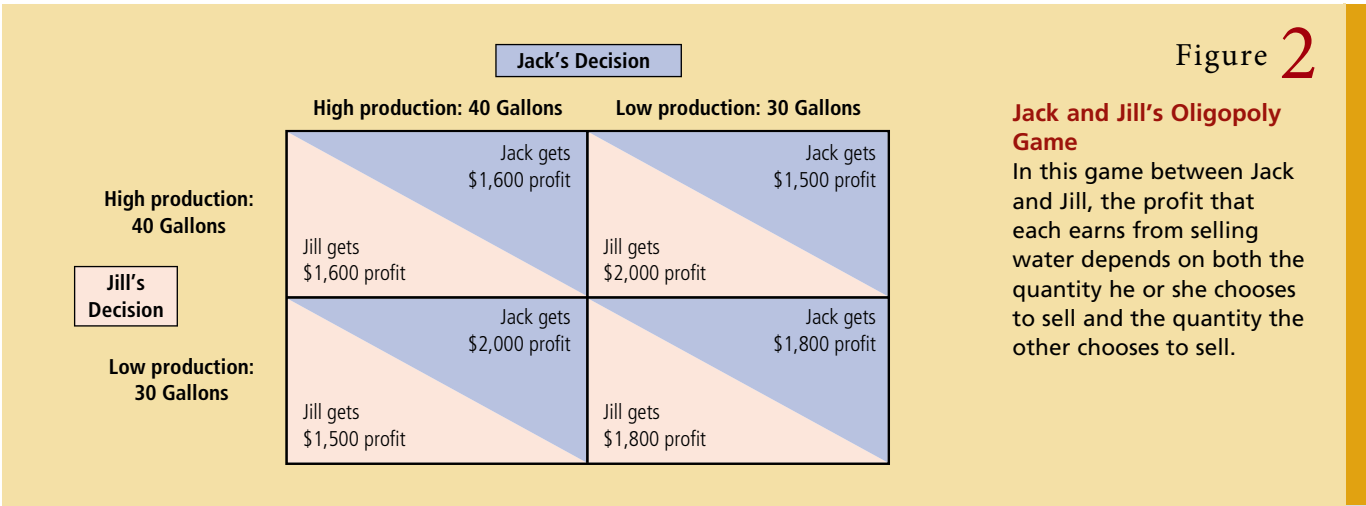 Jack's Decision
High production: 40 Gallons
Low production: 30 Gallons
High production:
40 Gallons
Jack gets
$1,600 profit
Jill gets
$1,600 profit
Jack gets
$1,500 profit
Jill gets
$2,000 profit
Jill's
Decision
Low production:
30 Gallons
Jack gets
$2,000 profit
Jill gets
$1,500 profit
Jack gets
$1,800 profit
Jill gets
$1,800 profit
Figure 2
Jack and Jill's Oligopoly
Game
In this game between Jack
and Jill, the profit that
each earns from selling
water depends on both the
quantity he or she chooses
to sell and the quantity the
other chooses to sell.